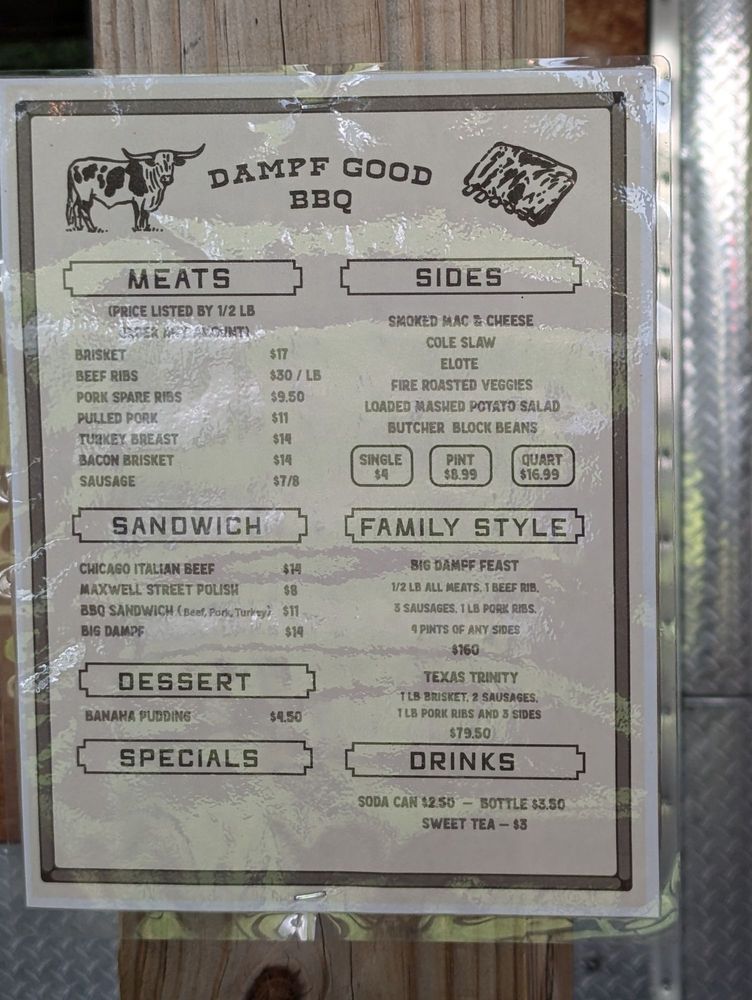 DAMPF GOOD
BBQ
MEATS
(PRICE LISTED BY 1/2 LB
ORDER ANY AMOUNT)
BRISKET $17
BEEF RIBS $30 / LB
PORK SPARE RIBS $9.50
PULLED PORK $11
TURKEY BREAST $14
BACON BRISKET $14
SAUSAGE $7/8
SANDWICH
CHICAGO ITALIAN BEEF $14
MAXWELL STREET POLISH $8
BBQ SANDWICH (Beef, Pork, Turkey) $11
BIG DAMPF $14
DESSERT
BANANA PUDDING $4.50
SPECIALS
SIDES
SMOKED MAC & CHEESE
COLE SLAW
ELOTE
FIRE ROASTED VEGGIES
LOADED MASHED POTATO SALAD
BUTCHER BLOCK BEANS
SINGLE
$4
PINT
$8.99
QUART
$16.99
FAMILY STYLE
BIG DAMPF FEAST
1/2 LB ALL MEATS, 1 BEEF RIB,
3 SAUSAGES, 1 LB PORK RIBS,
4 PINTS OF ANY SIDES
$160
TEXAS TRINITY
1 LB BRISKET, 2 SAUSAGES,
1 LB PORK RIBS AND 3 SIDES
$79.50
DRINKS
SODA CAN $2.50 — BOTTLE $3.50
SWEET TEA — $3